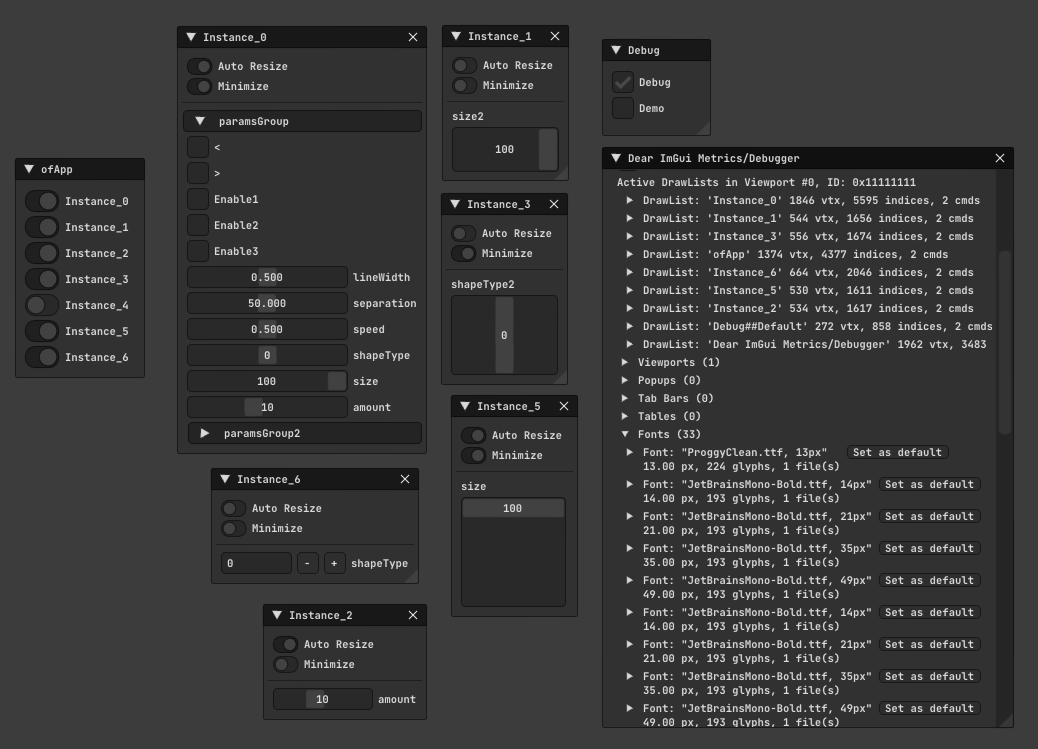 ofApp
Instance_0
Instance_1
Instance_2
Instance_3
Instance_4
Instance_5
Instance_6
Instance_0
Auto Resize
Minimize
paramsGroup
<
>
Enable1
Enable2
Enable3
0.500 lineWidth
50.000 separation
0.500 speed
0 shapeType
100 size
10 amount
paramsGroup2
Instance_6
Auto Resize
Minimize
0 - + shapeType
Instance_2
Auto Resize
Minimize
10 amount
Instance_1
Auto Resize
Minimize
size2
100
Instance_3
Auto Resize
Minimize
shapeType2
0
Instance_5
Auto Resize
Minimize
size
100
Debug
Debug
Demo
Dear ImGui Metrics/Debugger
Active DrawLists in Viewport #0, ID: 0x11111111
DrawList: 'Instance_0' 1846 vtx, 5595 indices, 2 cmds
DrawList: 'Instance_1' 544 vtx, 1656 indices, 2 cmds
DrawList: 'Instance_3' 556 vtx, 1674 indices, 2 cmds
DrawList: 'ofApp' 1374 vtx, 4377 indices, 2 cmds
DrawList: 'Instance_6' 664 vtx, 2046 indices, 2 cmds
DrawList: 'Instance_5' 530 vtx, 1611 indices, 2 cmds
DrawList: 'Instance_2' 534 vtx, 1617 indices, 2 cmds
DrawList: 'Debug##Default' 272 vtx, 858 indices, 2 cmds
DrawList: 'Dear ImGui Metrics/Debugger' 1962 vtx, 3483
Viewports (1)
Popups (0)
Tab Bars (0)
Tables (0)
Fonts (33)
Font: "ProggyClean.ttf, 13px" Set as default
13.00 px, 224 glyphs, 1 file(s)
Font: "JetBrainsMono-Bold.ttf, 14px" Set as default
14.00 px, 193 glyphs, 1 file(s)
Font: "JetBrainsMono-Bold.ttf, 21px" Set as default
21.00 px, 193 glyphs, 1 file(s)
Font: "JetBrainsMono-Bold.ttf, 35px" Set as default
35.00 px, 193 glyphs, 1 file(s)
Font: "JetBrainsMono-Bold.ttf, 49px" Set as default
49.00 px, 193 glyphs, 1 file(s)
Font: "JetBrainsMono-Bold.ttf, 14px" Set as default
14.00 px, 193 glyphs, 1 file(s)
Font: "JetBrainsMono-Bold.ttf, 21px" Set as default
21.00 px, 193 glyphs, 1 file(s)
Font: "JetBrainsMono-Bold.ttf, 35px" Set as default
35.00 px, 193 glyphs, 1 file(s)
Font: "JetBrainsMono-Bold.ttf, 49px" Set as default
49.00 px, 193 glyphs, 1 file(s)